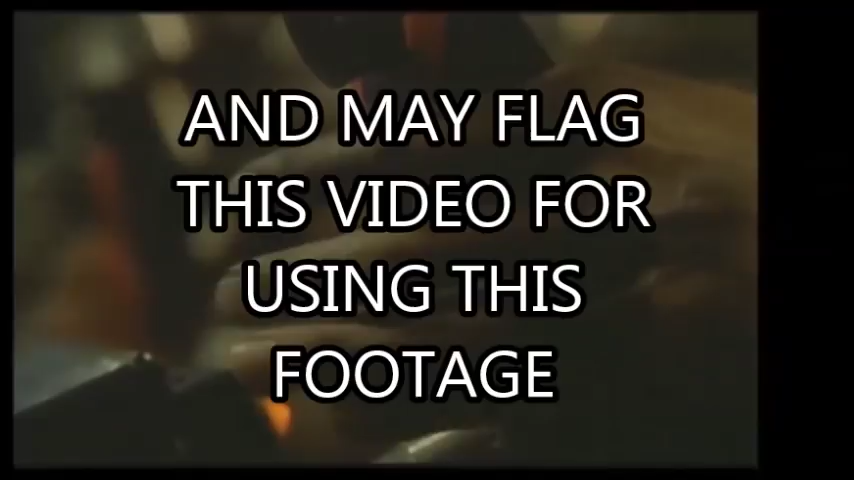 AND MAY FLAG
THIS VIDEO FOR
USING THIS
FOOTAGE